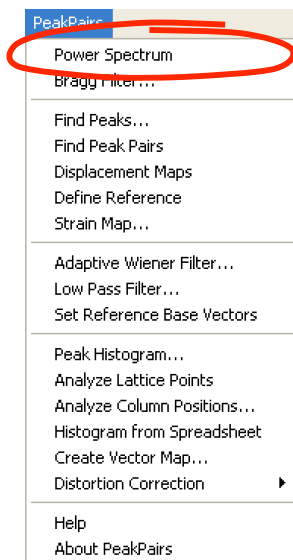 PeakPairs
Power Spectrum
Bragg Filter...
Find Peaks...
Find Peak Pairs
Displacement Maps
Define Reference
Strain Map...
Adaptive Wiener Filter...
Low Pass Filter...
Set Reference Base Vectors
Peak Histogram...
Analyze Lattice Points
Analyze Column Positions...
Histogram from Spreadsheet
Create Vector Map...
Distortion Correction
Help
About PeakPairs